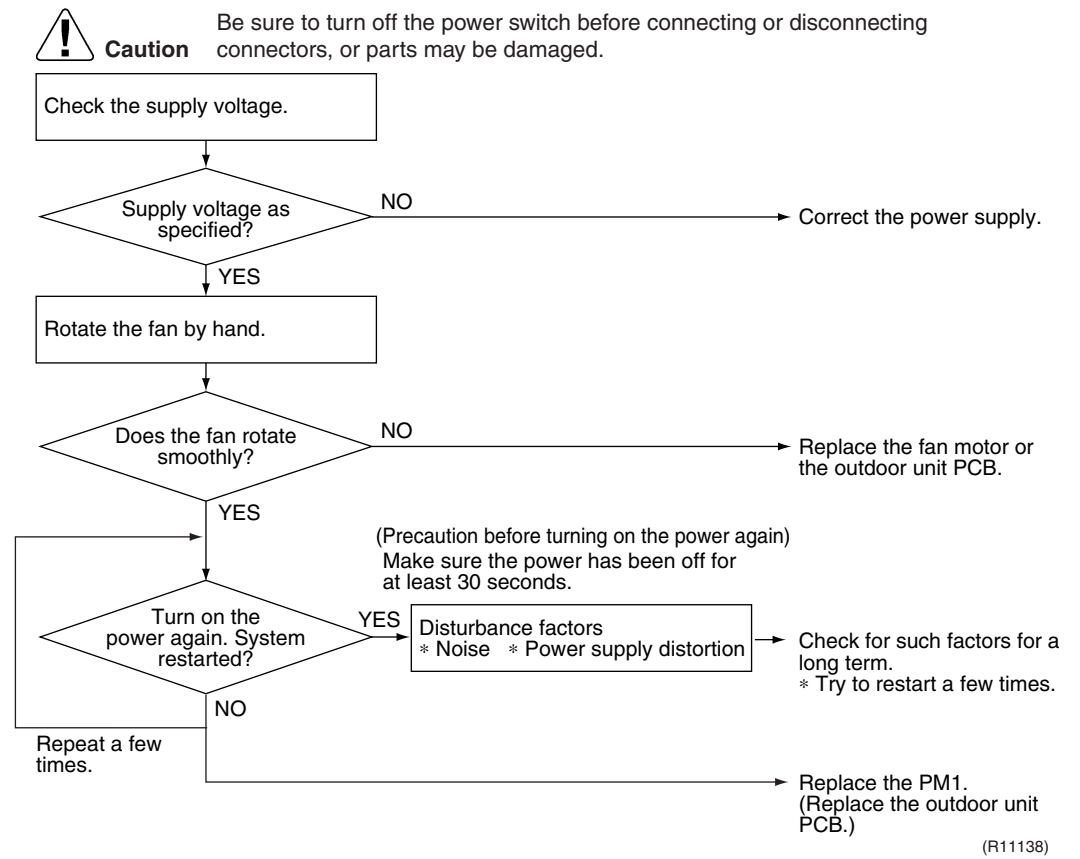 Be sure to turn off the power switch before connecting or disconnecting
Caution connectors, or parts may be damaged.
Check the supply voltage.
Supply voltage as
specified?
NO
Correct the power supply.
YES
Rotate the fan by hand.
Does the fan rotate
smoothly?
NO
Replace the fan motor or
the outdoor unit PCB.
YES
(Precaution before turning on the power again)
Make sure the power has been off for
at least 30 seconds.
Turn on the
power again. System
restarted?
YES
Disturbance factors
* Noise * Power supply distortion
Check for such factors for a
long term.
* Try to restart a few times.
NO
Repeat a few
times.
Replace the PM1.
(Replace the outdoor unit
PCB.)
(R11138)